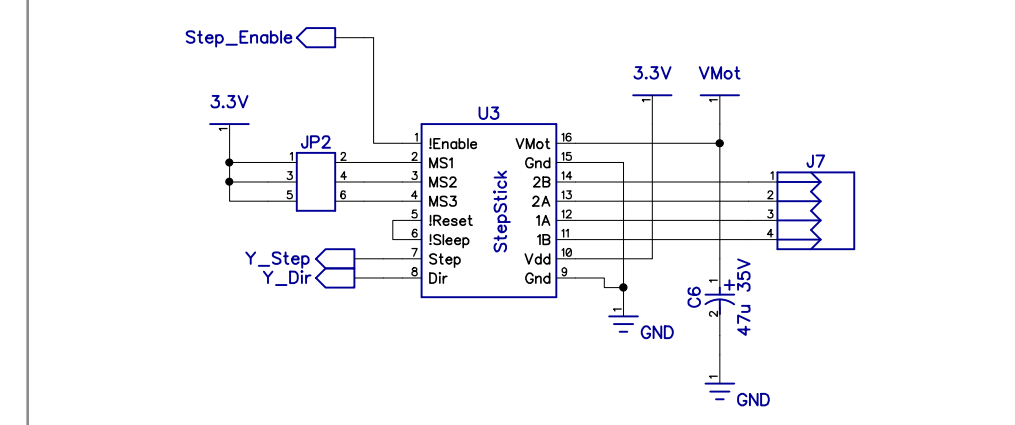 Step_Enable
3.3V
VMot
1
1
3.3V
1
U3
JP2
1
2
3
4
5
6
1
!Enable
2
MS1
3
MS2
4
MS3
5
!Reset
6
!Sleep
7
Step
8
Dir
StepStick
VMot
16
Gnd
15
2B
14
2A
13
1A
12
1B
11
Vdd
10
Gnd
9
J7
1
2
3
4
Y_Step
Y_Dir
1
GND
C6
1
+
2
47u 35V
1
GND